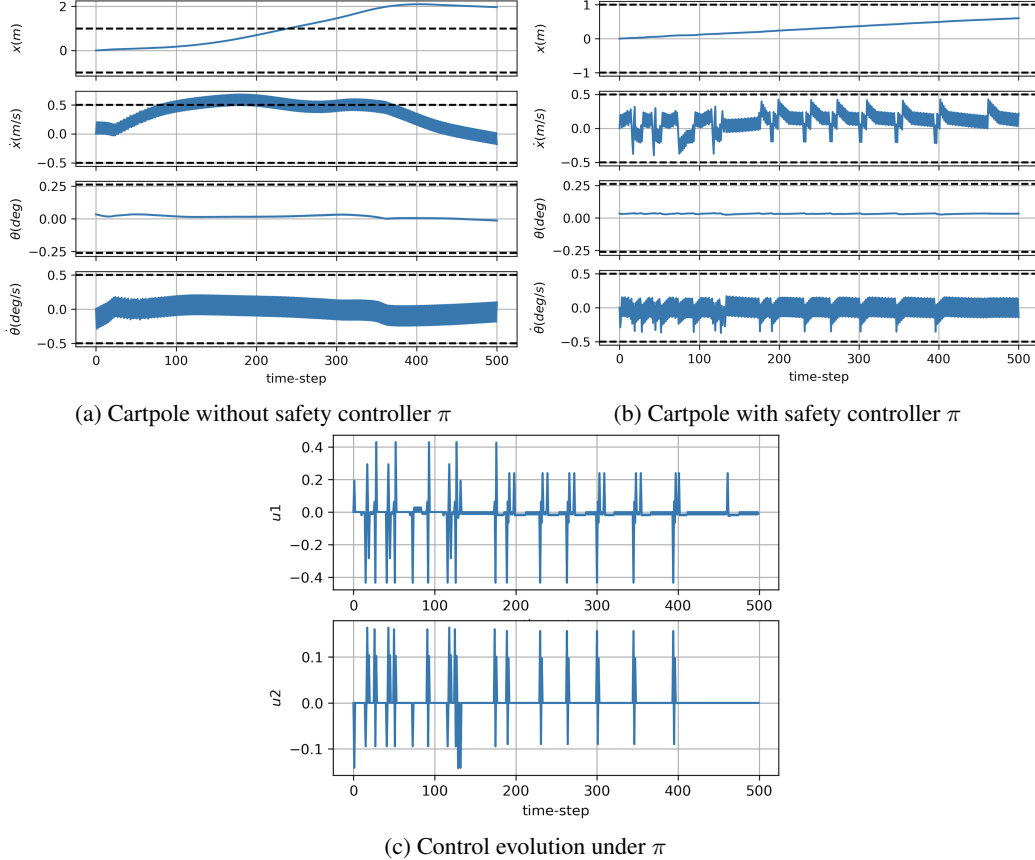 2
0
x(m)
0.5
0.0
−0.5
ẋ(m/s)
0.25
0.00
−0.25
θ(deg)
0.5
0.0
−0.5
θ̇(deg/s)
0 100 200 300 400 500
time-step
(a) Cartpole without safety controller π
1
0
−1
x(m)
0.5
0.0
−0.5
ẋ(m/s)
0.25
0.00
−0.25
θ(deg)
0.5
0.0
−0.5
θ̇(deg/s)
0 100 200 300 400 500
time-step
(b) Cartpole with safety controller π
0.4
0.2
0.0
−0.2
−0.4
u1
0 100 200 300 400 500
0.1
0.0
−0.1
u2
0 100 200 300 400 500
time-step
(c) Control evolution under π